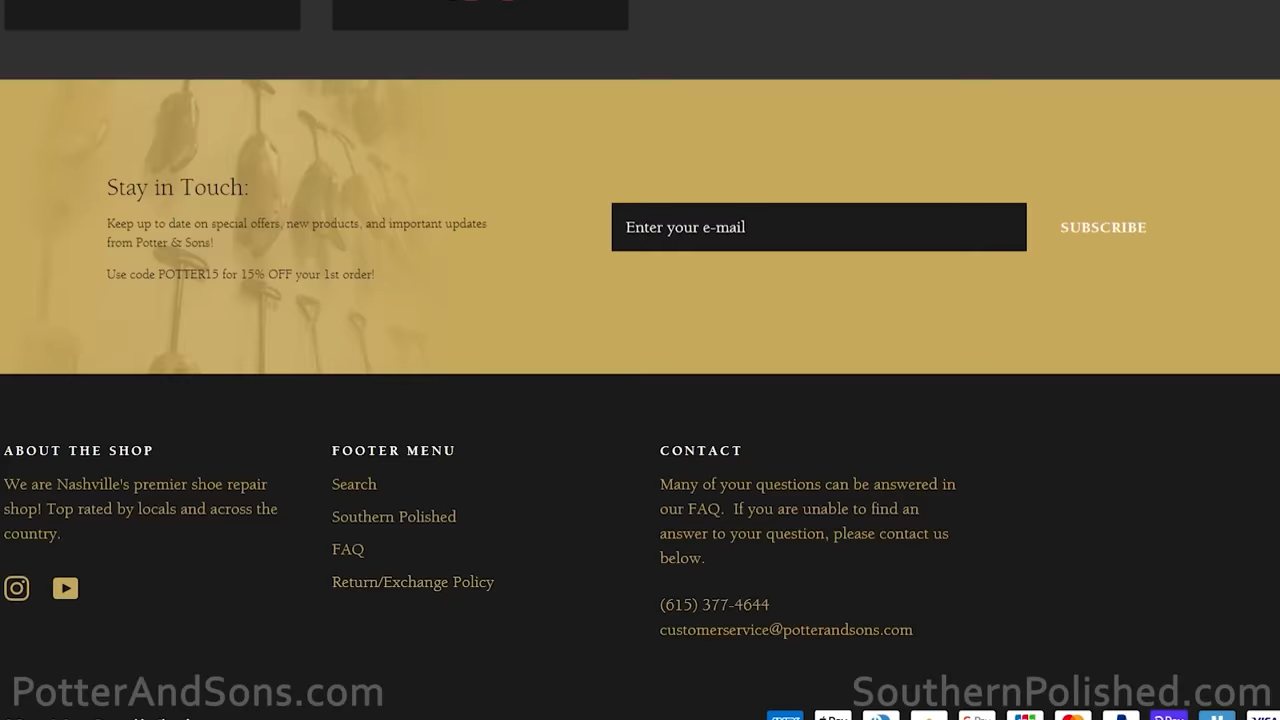 Stay in Touch:
Keep up to date on special offers, new products, and important updates
from Potter & Sons!
Use code POTTER15 for 15% OFF your 1st order!
Enter your e-mail
SUBSCRIBE
ABOUT THE SHOP
We are Nashville's premier shoe repair
shop! Top rated by locals and across the
country.
FOOTER MENU
Search
Southern Polished
FAQ
Return/Exchange Policy
CONTACT
Many of your questions can be answered in
our FAQ.  If you are unable to find an
answer to your question, please contact us
below.
(615) 377-4644
customerservice@potterandsons.com
PotterAndSons.com
SouthernPolished.com